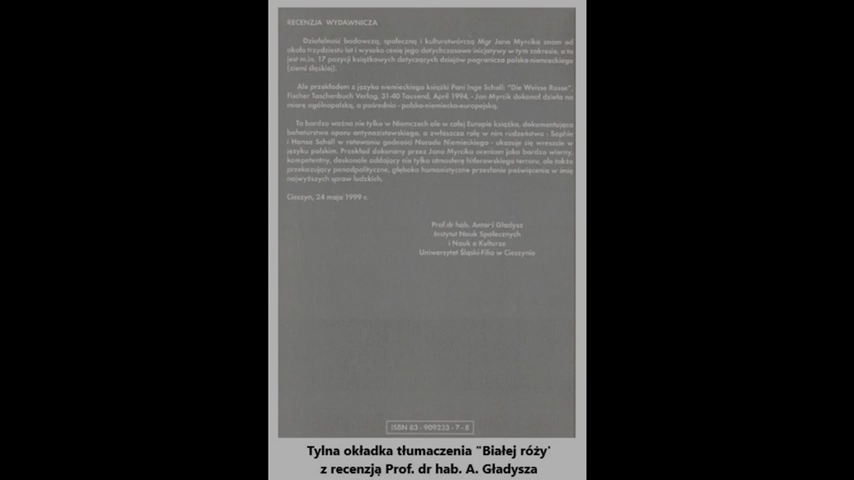 RECENZJA WYDAWNICZA
Działalność badawczą, społeczną i kulturotwórczą Mgr Jana Myrcika znam od
około trzydziestu lat i wysoko cenię jego dotychczasowe inicjatywy w tym zakresie, a to
jest m.in. 17 pozycji książkowych dotyczących dziejów pogranicza polsko-niemieckiego
(ziemi śląskiej).
Ale przekładem z języka niemieckiego książki Pani Inge Scholl: "Die Weisse Rose",
Fischer Taschenbuch Verlag, 31-40 Tausend, April 1994, - Jan Myrcik dokonał dzieła na
miarę ogólnopolską, a pośrednio - polsko-niemiecko-europejską.
Ta bardzo ważna nie tylko w Niemczech ale w całej Europie książka, dokumentująca
bohaterstwo oporu antynazistowskiego, a zwłaszcza rolę w nim rodzeństwa - Sophie
i Hansa Scholl w ratowaniu godności Narodu Niemieckiego - ukazuje się wreszcie w
języku polskim. Przekład dokonany przez Jana Myrcika oceniam jako bardzo wierny,
kompetentny, doskonale oddający nie tylko atmosferę hitlerowskiego terroru, ale także
przekazujący ponadpolityczne, głęboko humanistyczne przesłanie poświęcenia w imię
najwyższych spraw ludzkich.
Cieszyn, 24 maja 1999 r.
Prof. dr hab. Antoni Gładysz
Instytut Nauk Społecznych
i Nauk o Kulturze
Uniwersytet Śląski-Filia w Cieszynie
ISBN 83 - 909233 - 7 - 8
Tylna okładka tłumaczenia "Białej róży'
z recenzją Prof. dr hab. A. Gładysza